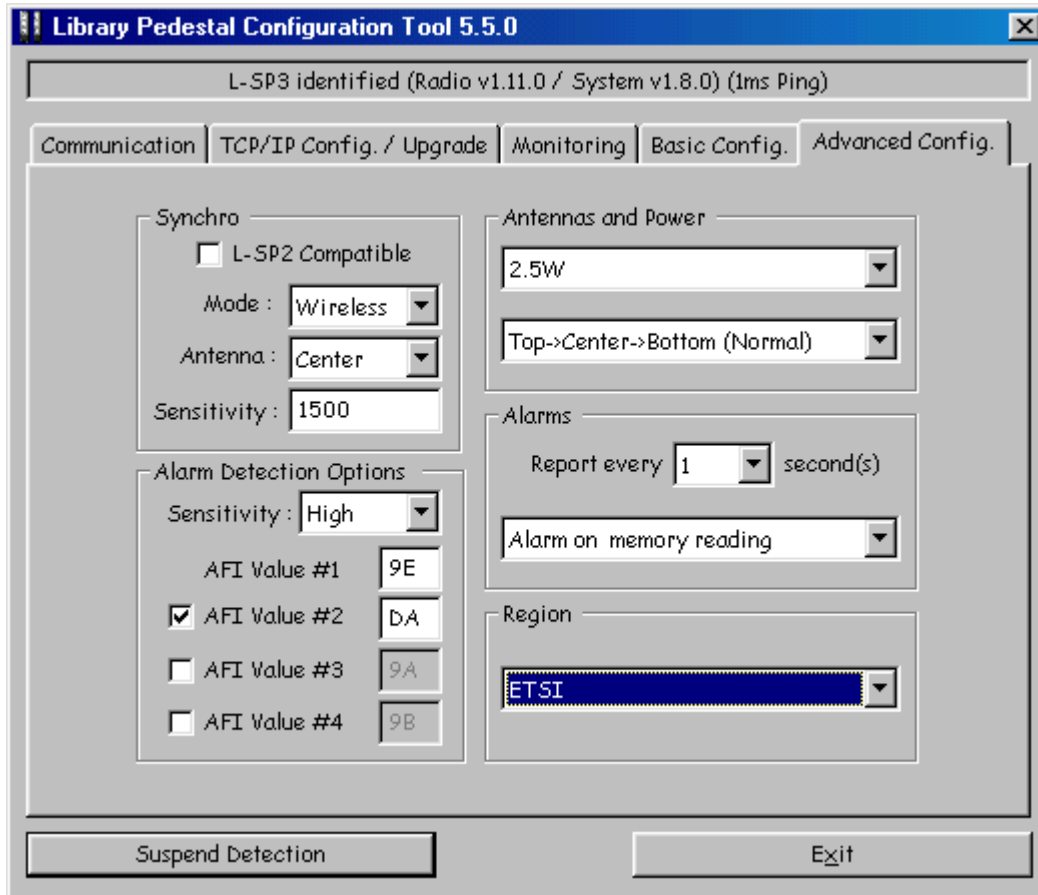 Library Pedestal Configuration Tool 5.5.0
L-SP3 identified (Radio v1.11.0 / System v1.8.0) (1ms Ping)
Communication
TCP/IP Config. / Upgrade
Monitoring
Basic Config.
Advanced Config.
Synchro
L-SP2 Compatible
Mode : Wireless
Antenna : Center
Sensitivity : 1500
Alarm Detection Options
Sensitivity : High
AFI Value #1 9E
AFI Value #2 DA
AFI Value #3 9A
AFI Value #4 9B
Antennas and Power
2.5W
Top->Center->Bottom (Normal)
Alarms
Report every 1 second(s)
Alarm on memory reading
Region
ETSI
Suspend Detection
Exit